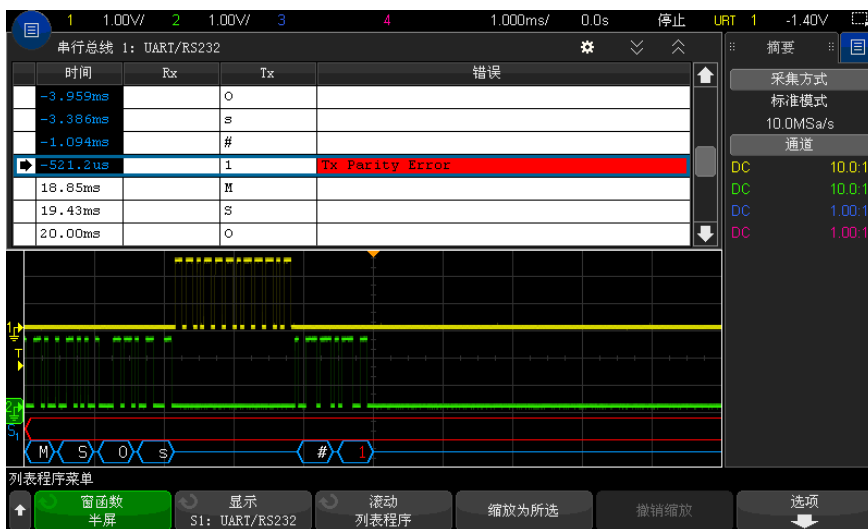 1 1.00V/ 2 1.00V/ 3 4 1.000ms/ 0.0s 停止 URT 1 -1.40V
串行总线 1: UART/RS232
摘要
时间 Rx Tx 错误
-3.959ms O
-3.386ms s
-1.094ms #
-521.2us 1 Tx Parity Error
18.85ms M
19.43ms S
20.00ms O
采集方式
标准模式
10.0MSa/s
通道
DC 10.0:1
DC 10.0:1
DC 1.00:1
DC 1.00:1
1
T
2
S1
M S O s # 1
列表程序菜单
窗函数
半屏
显示
S1: UART/RS232
滚动
列表程序
缩放为所选
撤销缩放
选项